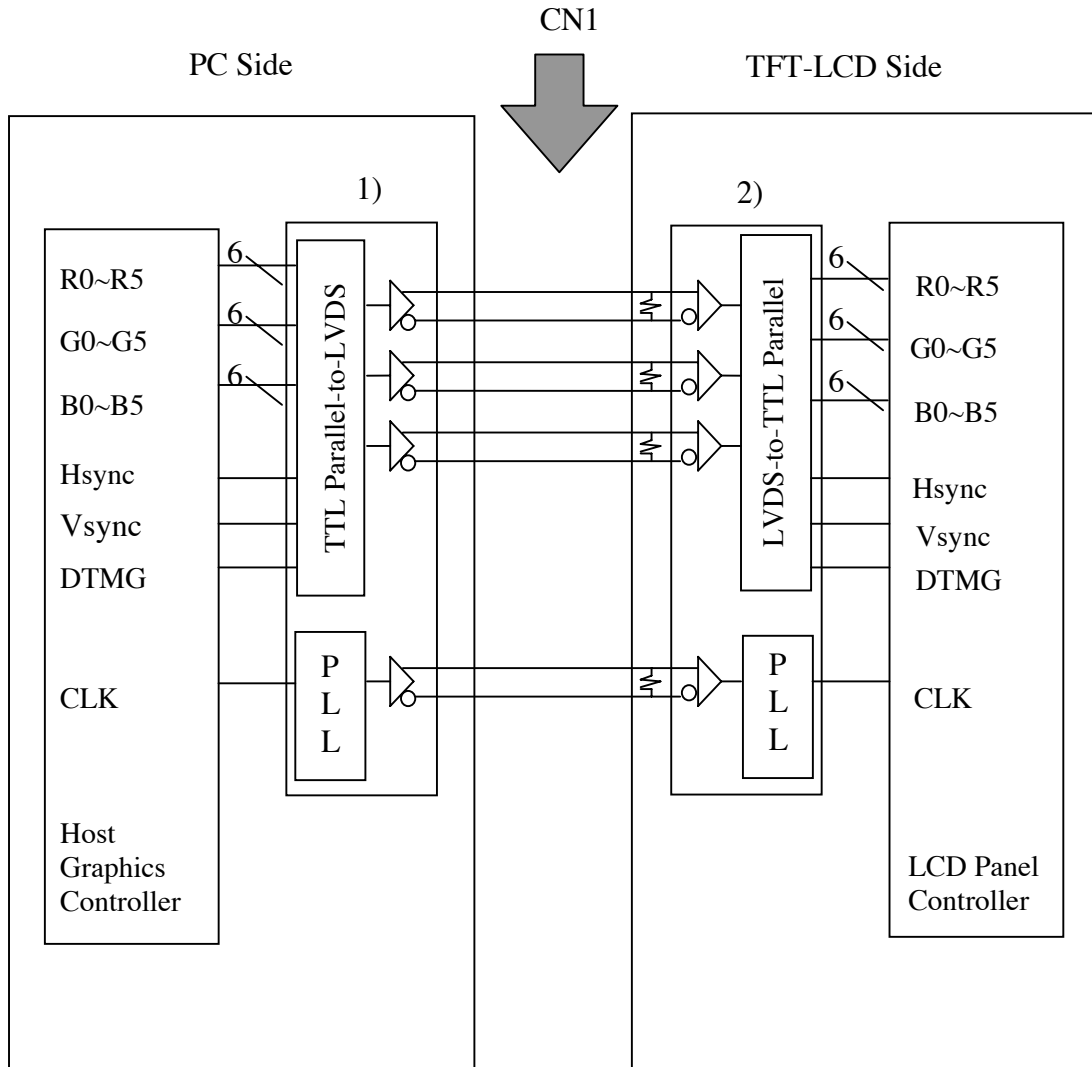 CN1
PC Side
TFT-LCD Side
1)
2)
R0~R5
G0~G5
B0~B5
Hsync
Vsync
DTMG
CLK
Host
Graphics
Controller
6
6
6
TTL Parallel-to-LVDS
P
L
L
LVDS-to-TTL Parallel
P
L
L
6
6
6
R0~R5
G0~G5
B0~B5
Hsync
Vsync
DTMG
CLK
LCD Panel
Controller